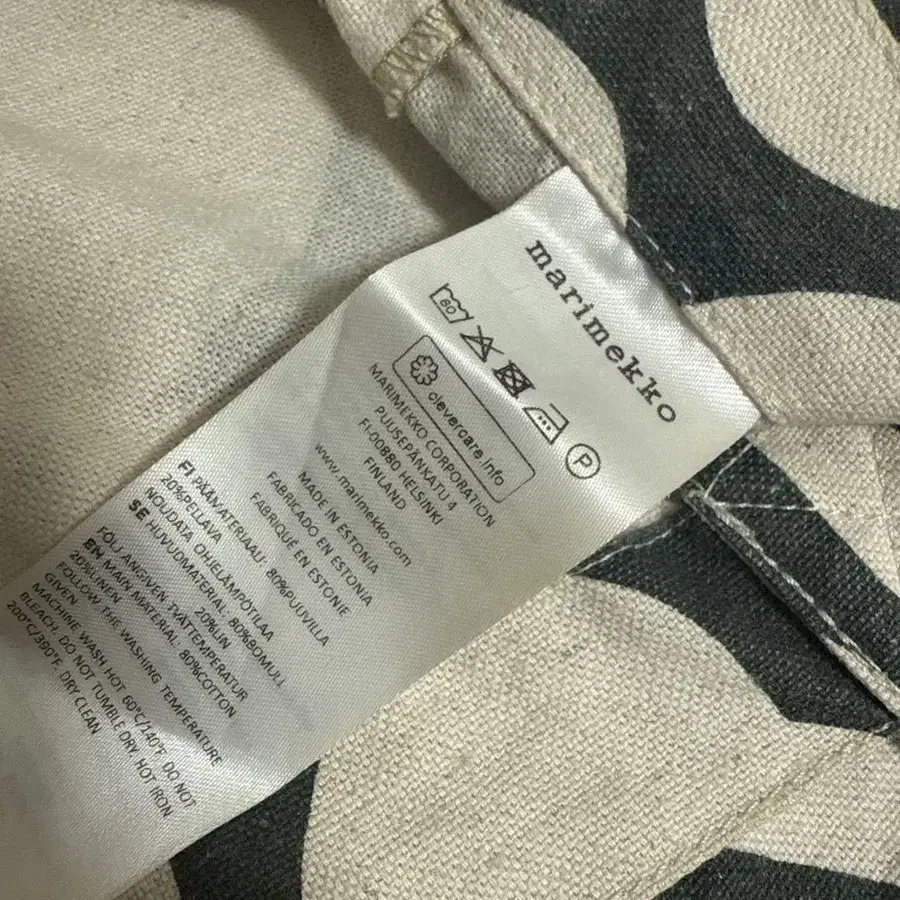 marimekko
60
P
clevercare.info
MARIMEKKO CORPORATION
PUUSEPÄNKATU 4
FI-00880 HELSINKI
FINLAND
www.marimekko.com
MADE IN ESTONIA
FABRICADO EN ESTONIA
FABRIQUÉ EN ESTONIE
FI PÄÄMATERIAALI: 80%PUUVILLA
20%PELLAVA
NOUDATA OHJELÄMPÖTILAA
SE HUVUDMATERIAL: 80%BOMULL
20%LIN
FÖLJ ANGIVEN TVÄTTEMPERATUR
EN MAIN MATERIAL: 80%COTTON
20%LINEN
FOLLOW THE WASHING TEMPERATURE
GIVEN
MACHINE WASH HOT 60°C/140°F. DO NOT
BLEACH. DO NOT TUMBLE DRY. HOT IRON
200°C/390°F. DRY CLEAN